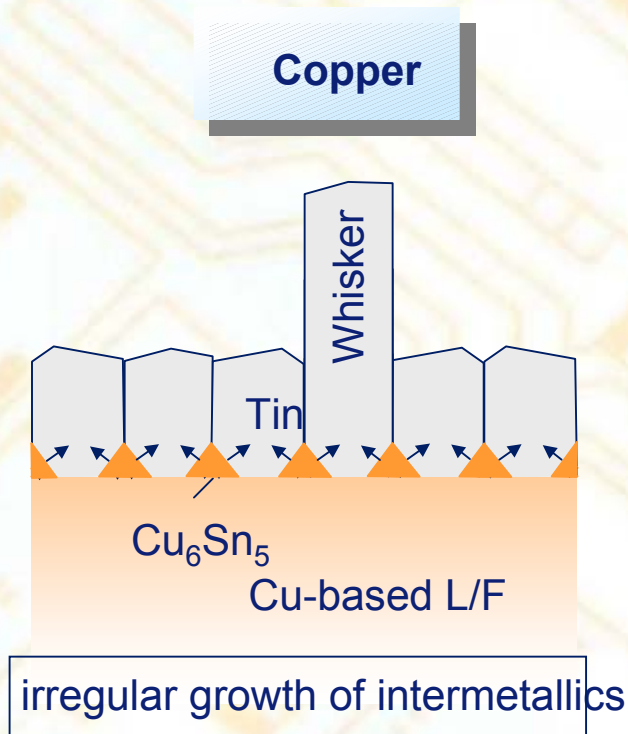 Copper
Whisker
Tin
Cu₆Sn₅
Cu-based L/F
irregular growth of intermetallics